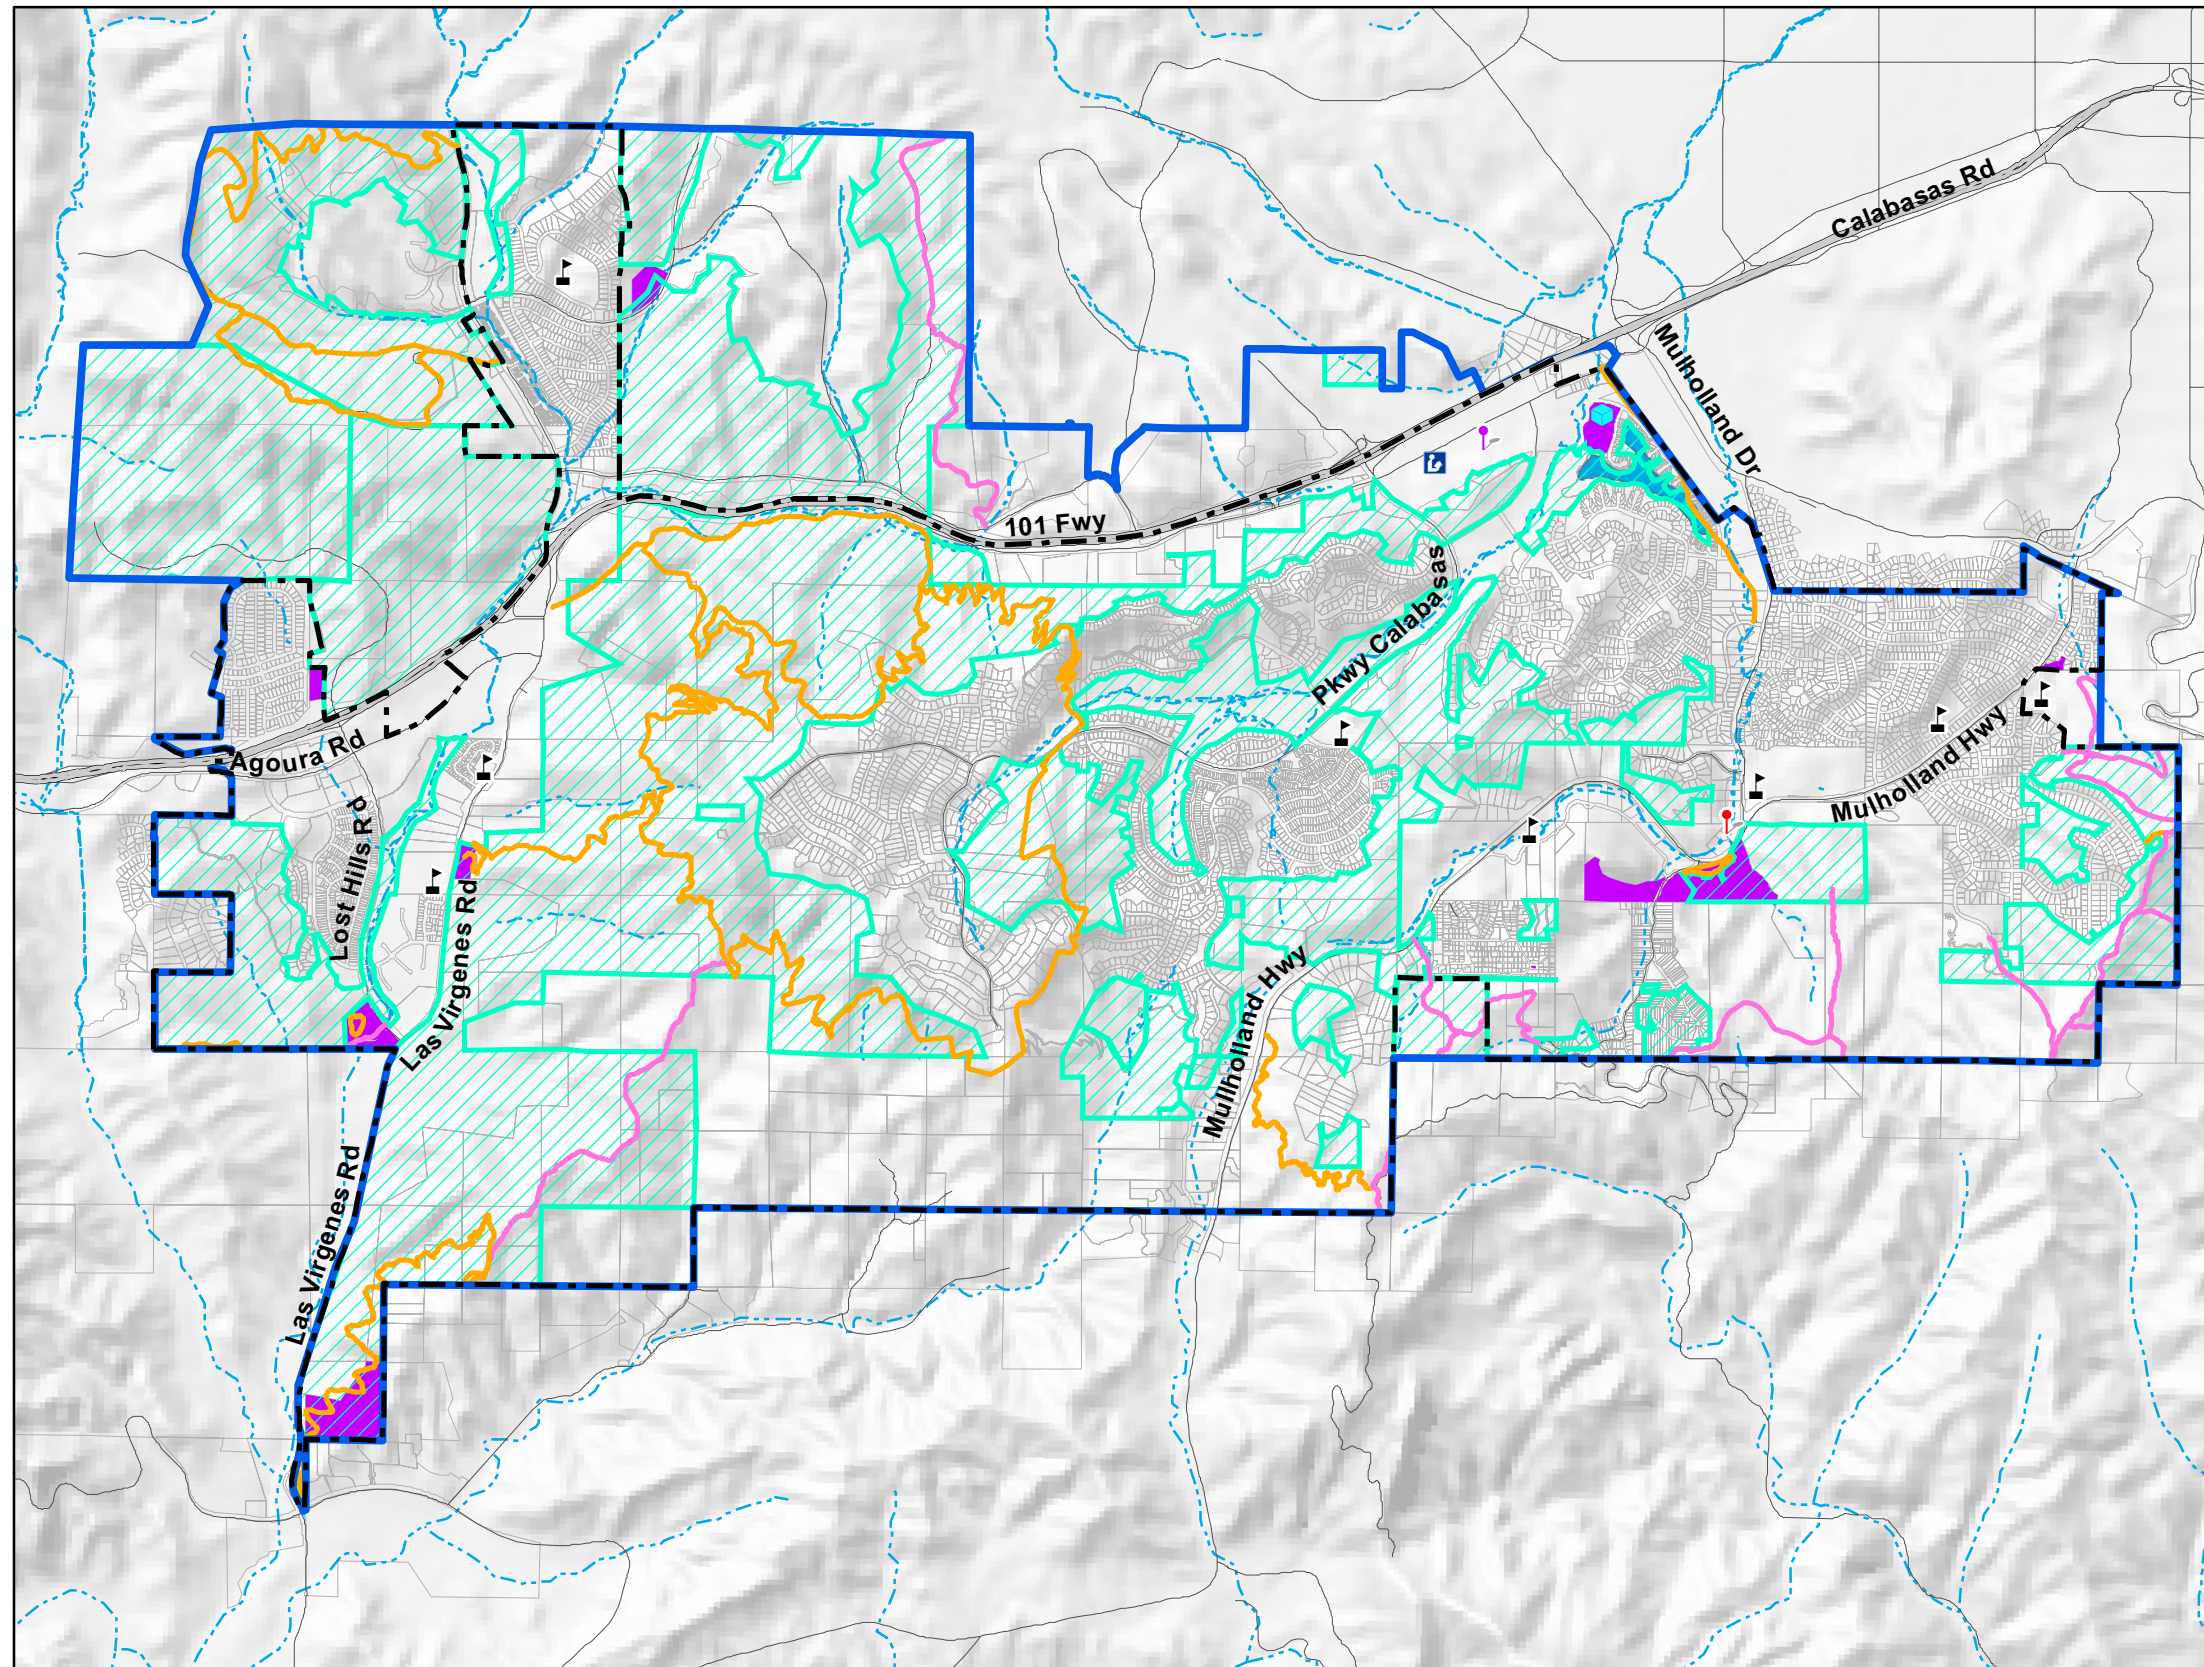 Calabasas Rd
Mulholland Dr
101 Fwy
Pkwy Calabasas
Agoura Rd
Mulholland Hwy
Lost Hills Rd
Las Virgenes Rd
Mullholland Hwy
Las Virgenes Rd